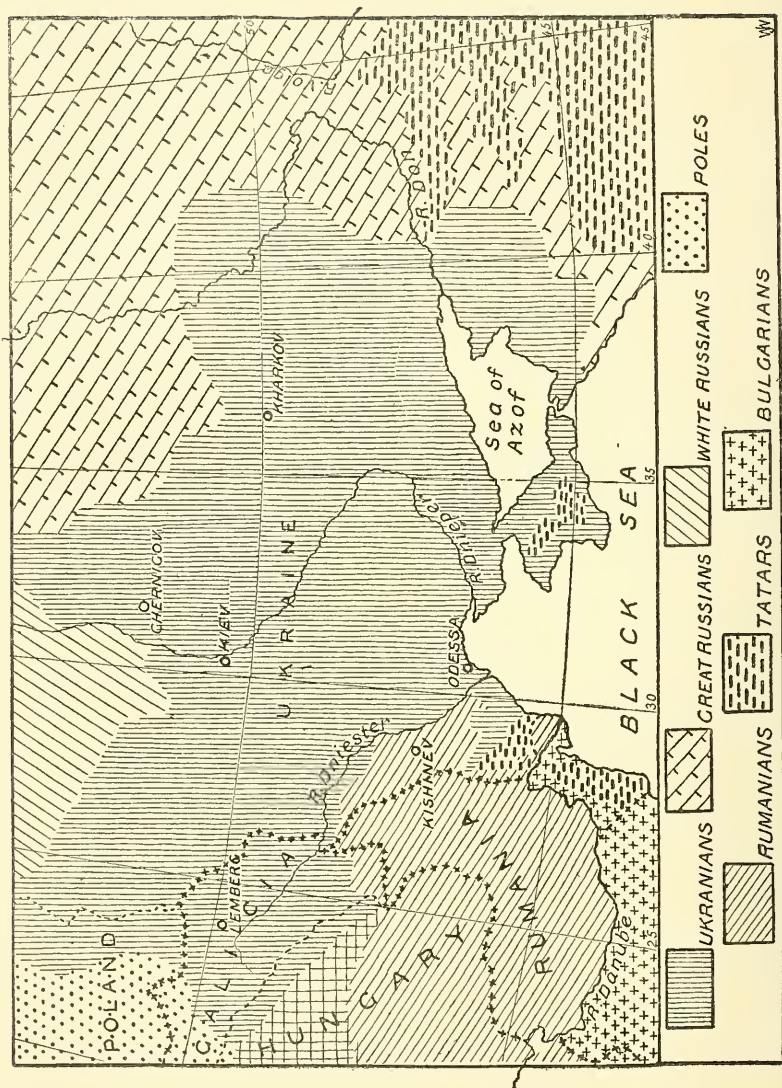 50
45
45
R. Volga
R. Don
40
POLAND
GALICIA
LEMBERG
HUNGARY
RUMANIA
R. Danube
25
R. Dniester
KISHINEV
UKRAINE
CHERNIGOV
KIEV
KHARKOV
ODESSA
R. Dnieper
Sea of
Azof
BLACK SEA
30
35
UKRANIANS
GREAT RUSSIANS
WHITE RUSSIANS
POLES
RUMANIANS
TATARS
BULGARIANS